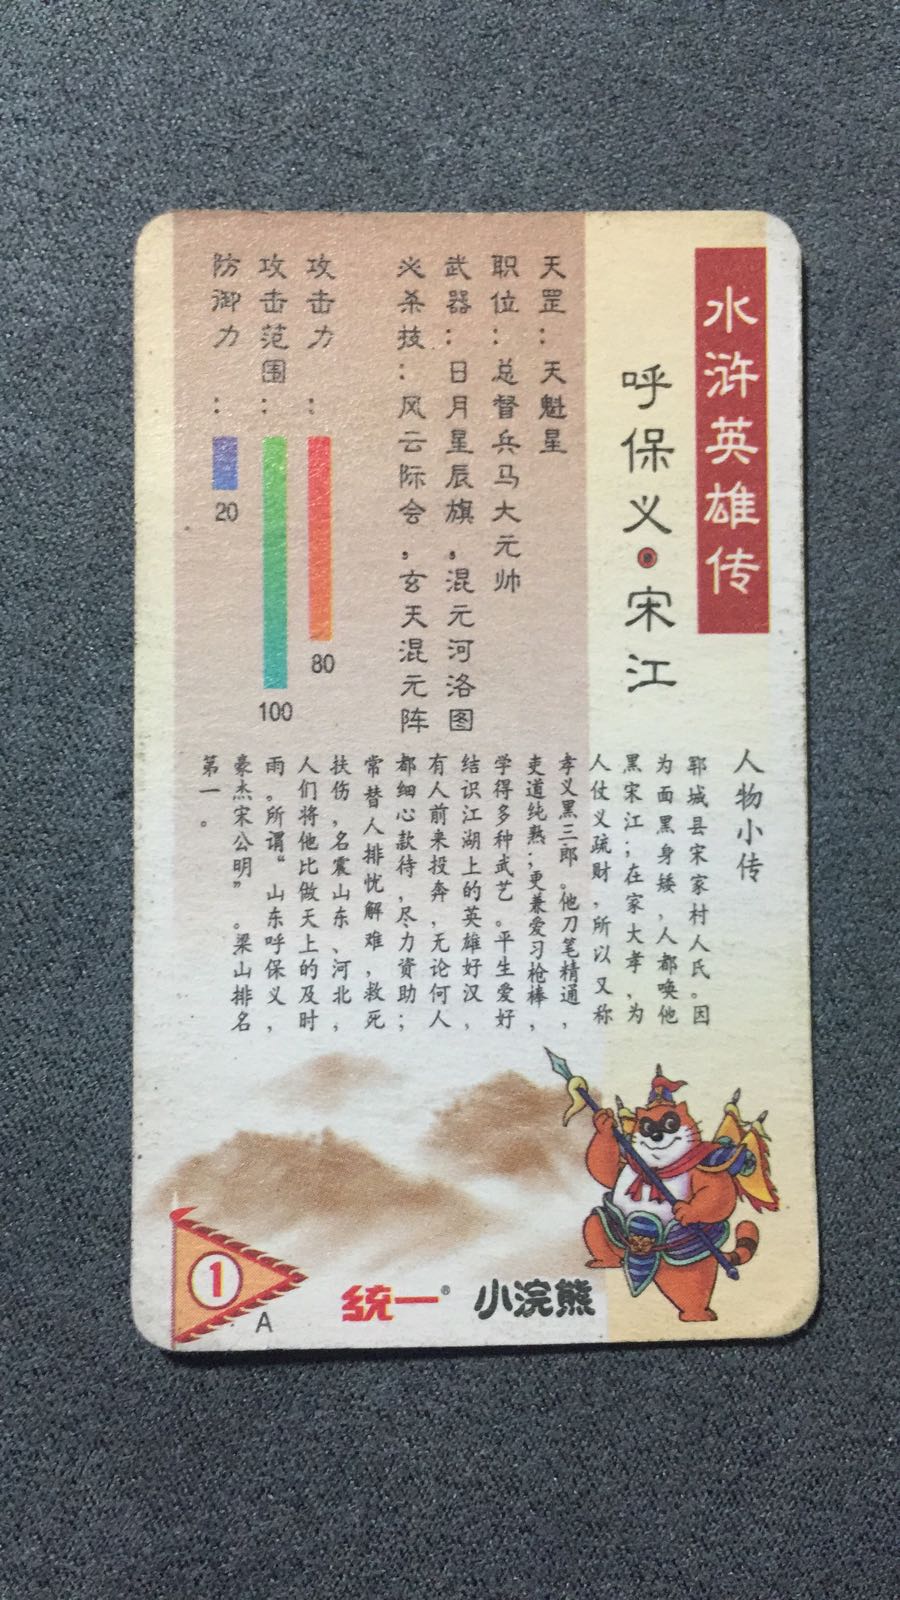 水浒英雄传
呼保义·宋江
天罡：天魁星
职位：总督兵马大元帅
武器：日月星辰旗，混元河洛图
必杀技：风云际会，玄天混元阵
攻击力：
80
攻击范围：
100
防御力：
20
人物小传
郓城县宋家村人氏。因
为面黑身矮，人都唤他
黑宋江；在家大孝，为
人仗义疏财，所以又称
孝义黑三郎。他刀笔精通，
吏道纯熟；更兼爱习枪棒，
学得多种武艺。平生爱好
结识江湖上的英雄好汉，
有人前来投奔，无论何人
都细心款待，尽力资助；
常替人排忧解难，救死
扶伤，名震山东、河北，
人们将他比做天上的及时
雨。所谓“山东呼保义，
豪杰宋公明”。梁山排名
第一。
1
A
统一® 小浣熊